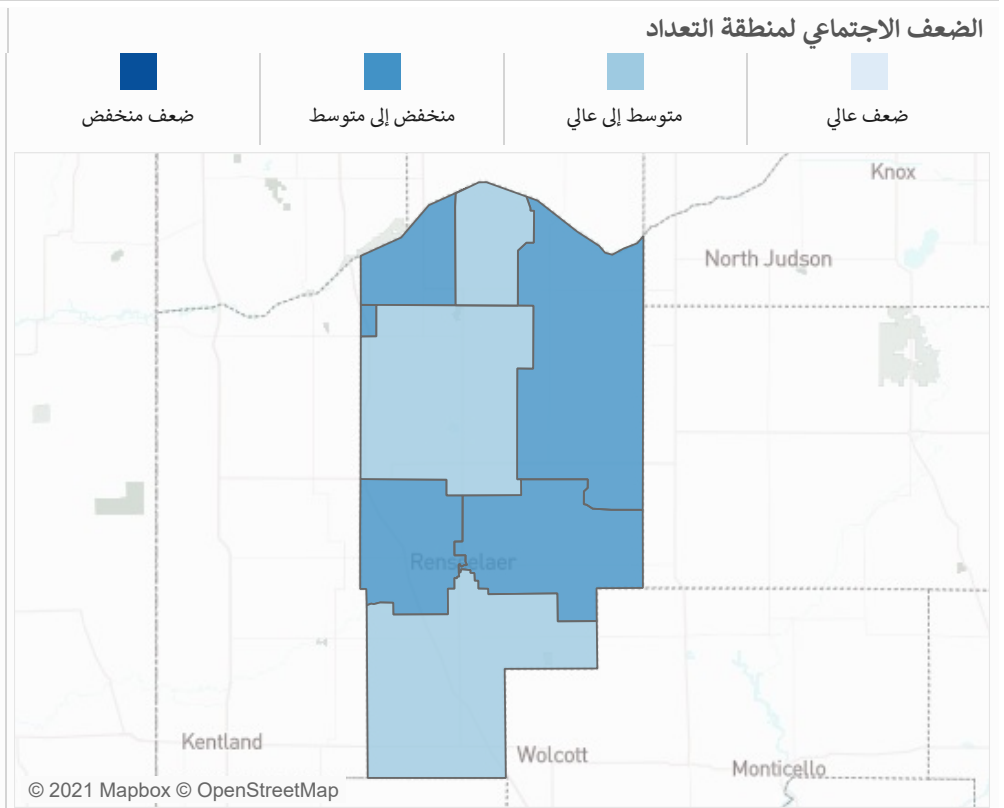 الضعف الاجتماعي لمنطقة التعداد
ضعف عالي
متوسط إلى عالي
منخفض إلى متوسط
ضعف منخفض
Knox
North Judson
Rensselaer
Kentland
Wolcott
Monticello
© 2021 Mapbox © OpenStreetMap